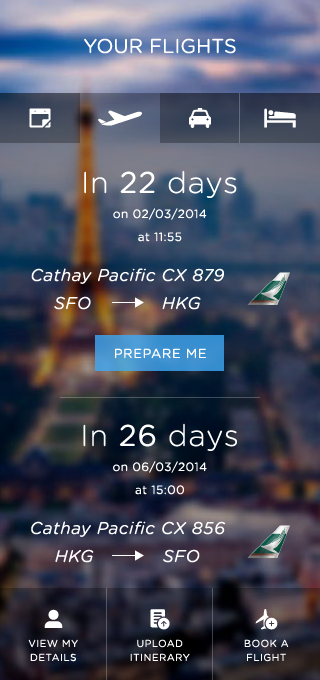 YOUR FLIGHTS
In 22 days
on 02/03/2014
at 11:55
Cathay Pacific CX 879
SFO → HKG
PREPARE ME
In 26 days
on 06/03/2014
at 15:00
Cathay Pacific CX 856
HKG → SFO
VIEW MY DETAILS
UPLOAD ITINERARY
BOOK A FLIGHT